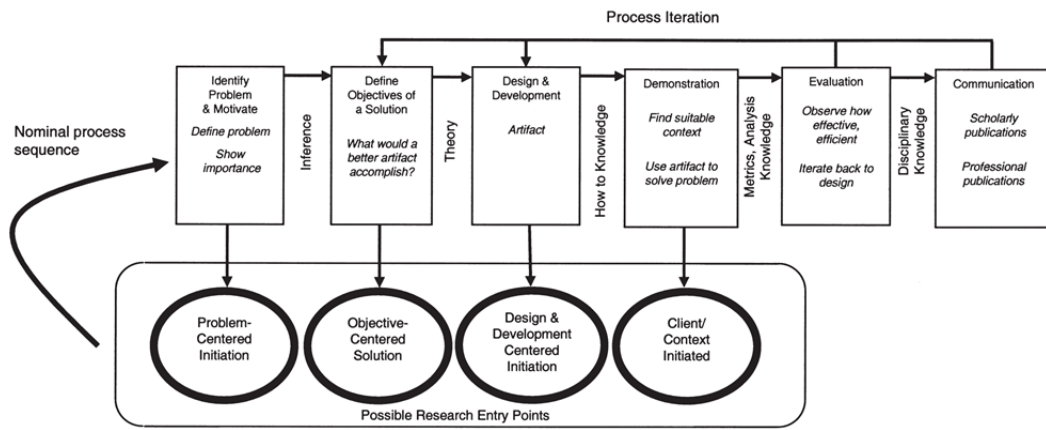 Process Iteration
Nominal process
sequence
Identify
Problem
& Motivate
Define problem
Show
importance
Inference
Define
Objectives of
a Solution
What would a
better artifact
accomplish?
Theory
Design &
Development
Artifact
How to Knowledge
Demonstration
Find suitable
context
Use artifact to
solve problem
Metrics, Analysis
Knowledge
Evaluation
Observe how
effective,
efficient
Iterate back to
design
Disciplinary
Knowledge
Communication
Scholarly
publications
Professional
publications
Problem-
Centered
Initiation
Objective-
Centered
Solution
Design &
Development
Centered
Initiation
Client/
Context
Initiated
Possible Research Entry Points